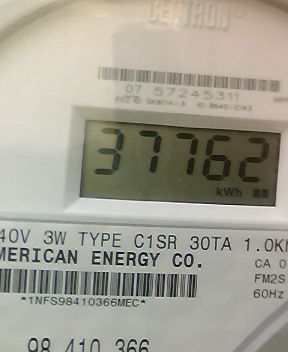 CENTRON®
07 57245311
37762
kWh
40V 3W TYPE C1SR 30TA 1.0K
MERICAN ENERGY CO.
CA 0
FM2S
60Hz
*1NFS98410366MEC*
98 410 366